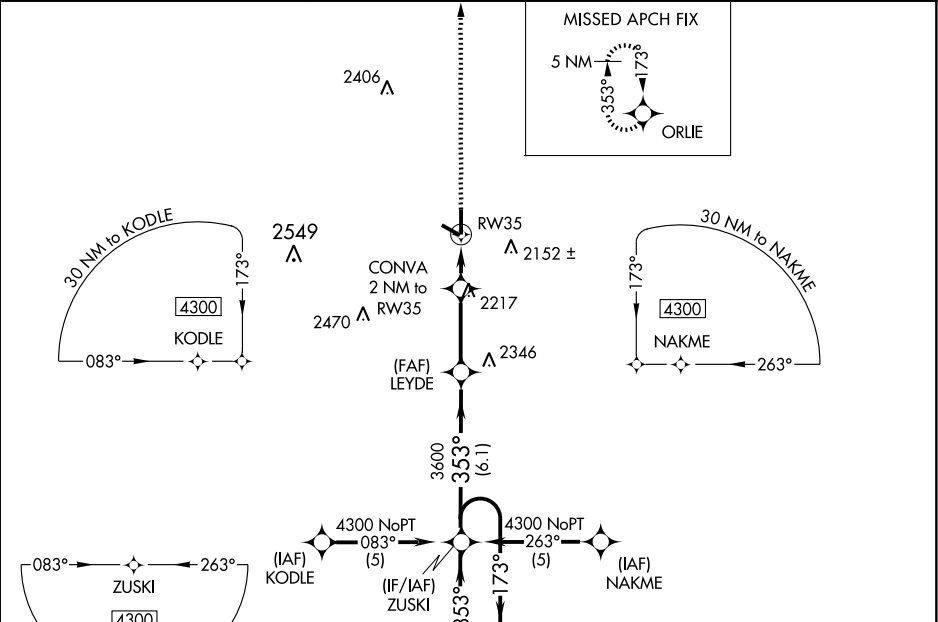 MISSED APCH FIX
5 NM
173°
353°
ORLIE
2406
30 NM to KODLE
173°
4300
KODLE
083°
2549
RW35
2152 ±
CONVA
2 NM to
RW35
2217
2470
(FAF)
LEYDE
2346
30 NM to NAKME
173°
4300
NAKME
263°
3600
353°
(6.1)
4300 NoPT
083°
(5)
(IAF)
KODLE
4300 NoPT
263°
(5)
(IAF)
NAKME
(IF/IAF)
ZUSKI
353°
173°
083°
263°
ZUSKI
4300